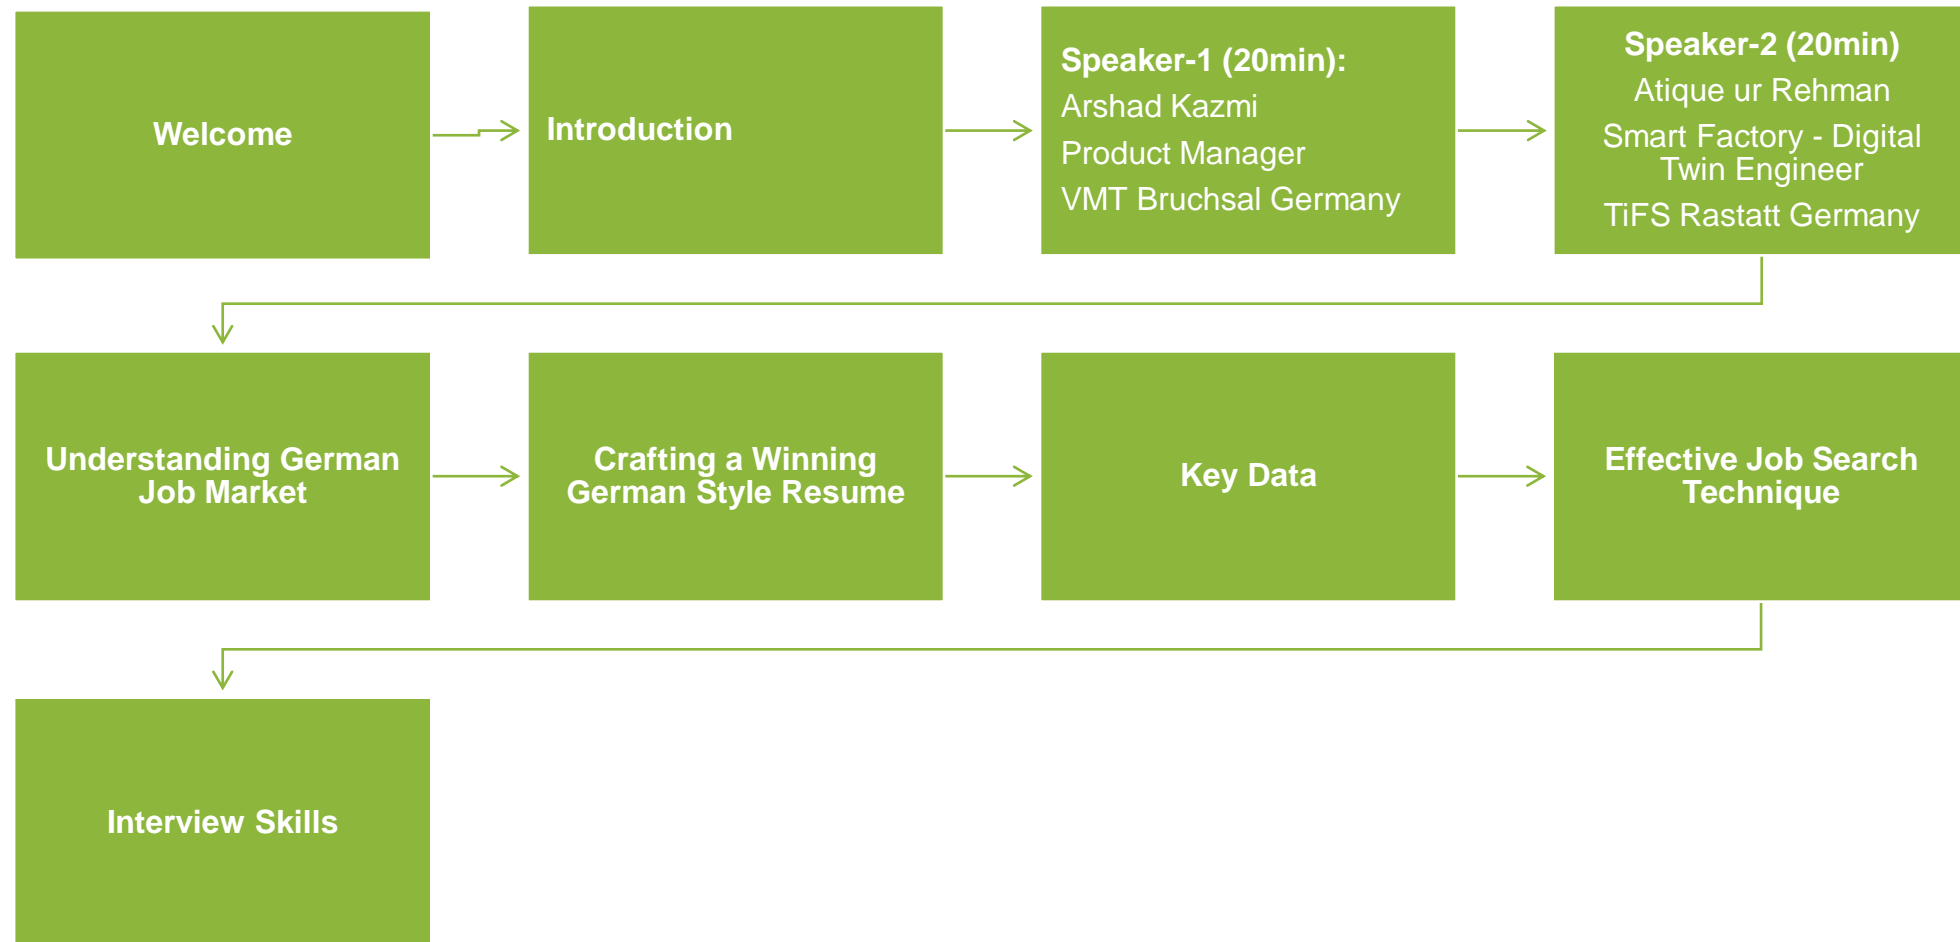 Welcome
Introduction
Speaker-1 (20min):
Arshad Kazmi
Product Manager
VMT Bruchsal Germany
Speaker-2 (20min)
Atique ur Rehman
Smart Factory - Digital
Twin Engineer
TiFS Rastatt Germany
Understanding German
Job Market
Crafting a Winning
German Style Resume
Key Data
Effective Job Search
Technique
Interview Skills